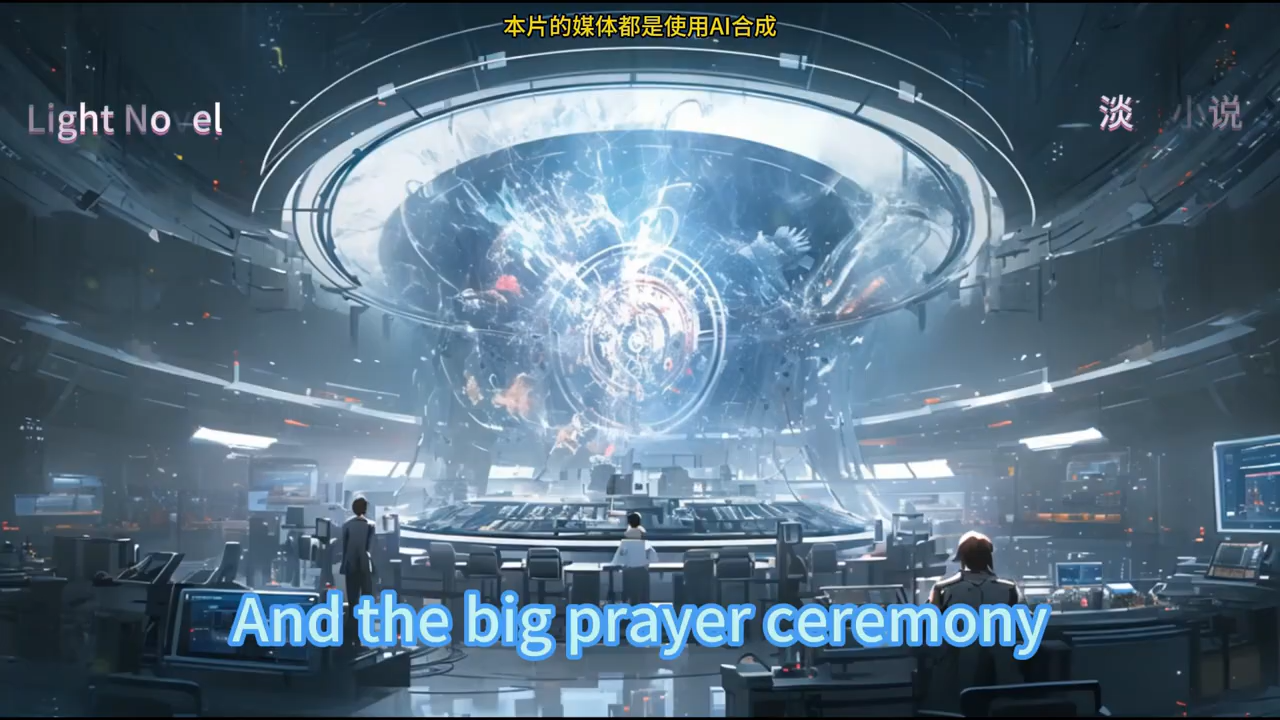 本片的媒体都是使用AI合成
Light No el
淡 小说
And the big prayer ceremony